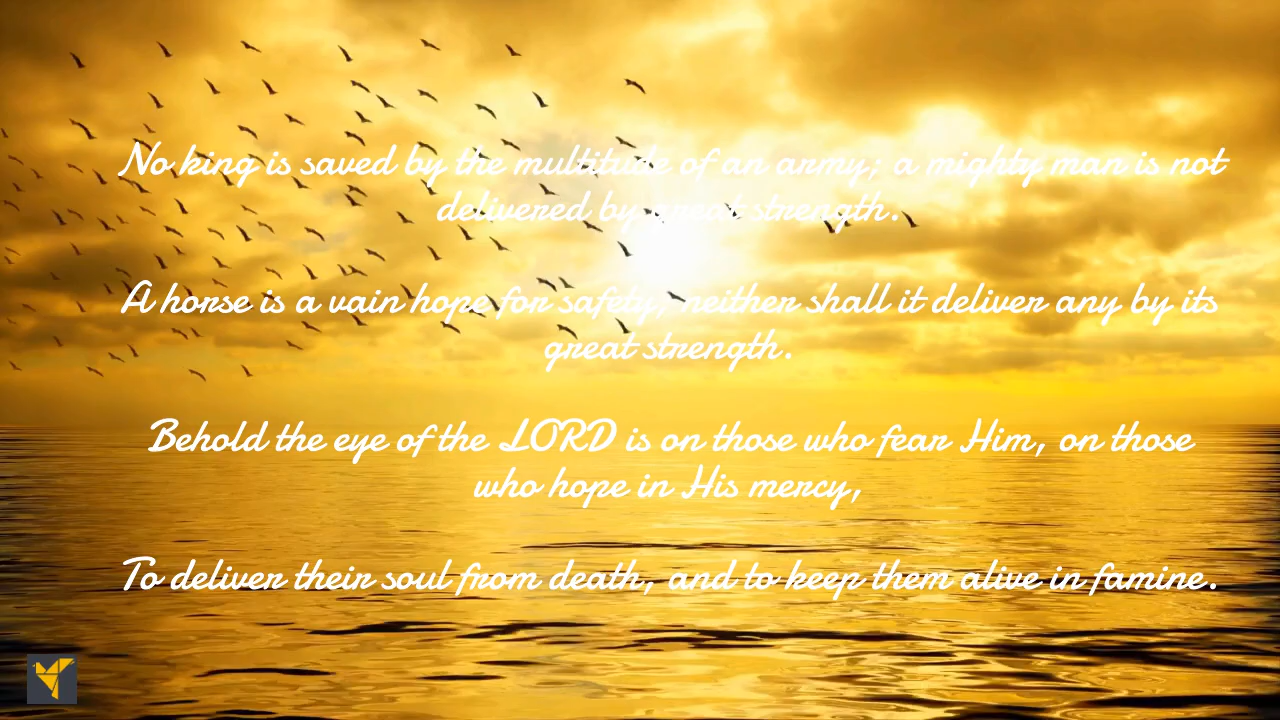 No king is saved by the multitude of an army; a mighty man is not
delivered by great strength.
A horse is a vain hope for safety; neither shall it deliver any by its
great strength.
Behold the eye of the LORD is on those who fear Him, on those
who hope in His mercy,
To deliver their soul from death, and to keep them alive in famine.